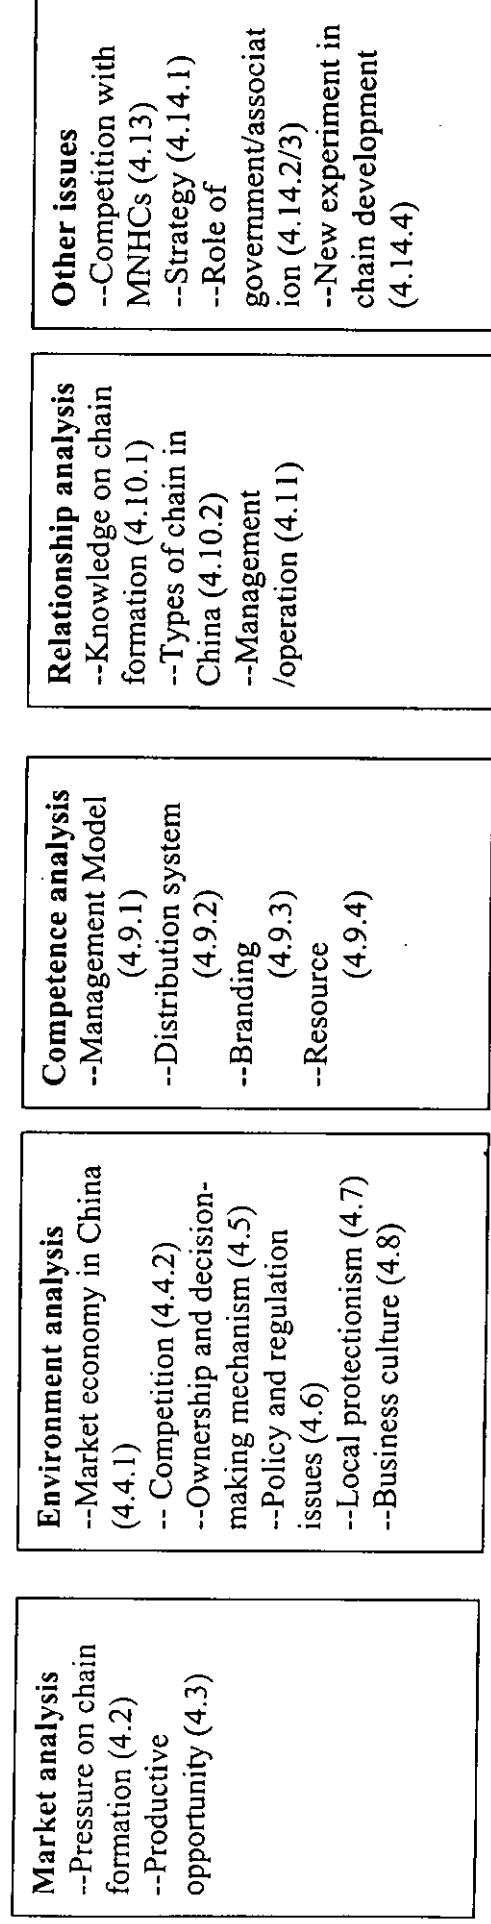 Market analysis
--Pressure on chain
formation (4.2)
--Productive
opportunity (4.3)
Environment analysis
--Market economy in China
(4.4.1)
-- Competition (4.4.2)
--Ownership and decision-
making mechanism (4.5)
--Policy and regulation
issues (4.6)
--Local protectionism (4.7)
--Business culture (4.8)
Competence analysis
--Management Model
(4.9.1)
--Distribution system
(4.9.2)
--Branding
(4.9.3)
--Resource
(4.9.4)
Relationship analysis
--Knowledge on chain
formation (4.10.1)
--Types of chain in
China (4.10.2)
--Management
/operation (4.11)
Other issues
--Competition with
MNHCs (4.13)
--Strategy (4.14.1)
--Role of
government/associat
ion (4.14.2/3)
--New experiment in
chain development
(4.14.4)